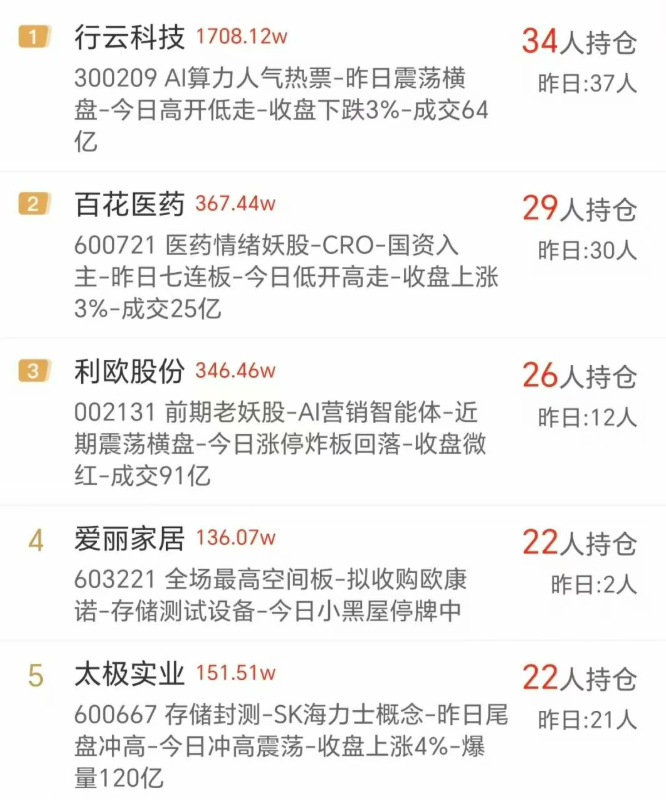 1 行云科技 1708.12w 34人持仓
300209 AI算力人气热票-昨日震荡横 昨日:37人
盘-今日高开低走-收盘下跌3%-成交64
亿
2 百花医药 367.44w 29人持仓
600721 医药情绪妖股-CRO-国资入 昨日:30人
主-昨日七连板-今日低开高走-收盘上涨
3%-成交25亿
3 利欧股份 346.46w 26人持仓
002131 前期老妖股-AI营销智能体-近 昨日:12人
期震荡横盘-今日涨停炸板回落-收盘微
红-成交91亿
4 爱丽家居 136.07w 22人持仓
603221 全场最高空间板-拟收购欧康 昨日:2人
诺-存储测试设备-今日小黑屋停牌中
5 太极实业 151.51w 22人持仓
600667 存储封测-SK海力士概念-昨日尾 昨日:21人
盘冲高-今日冲高震荡-收盘上涨4%-爆
量120亿